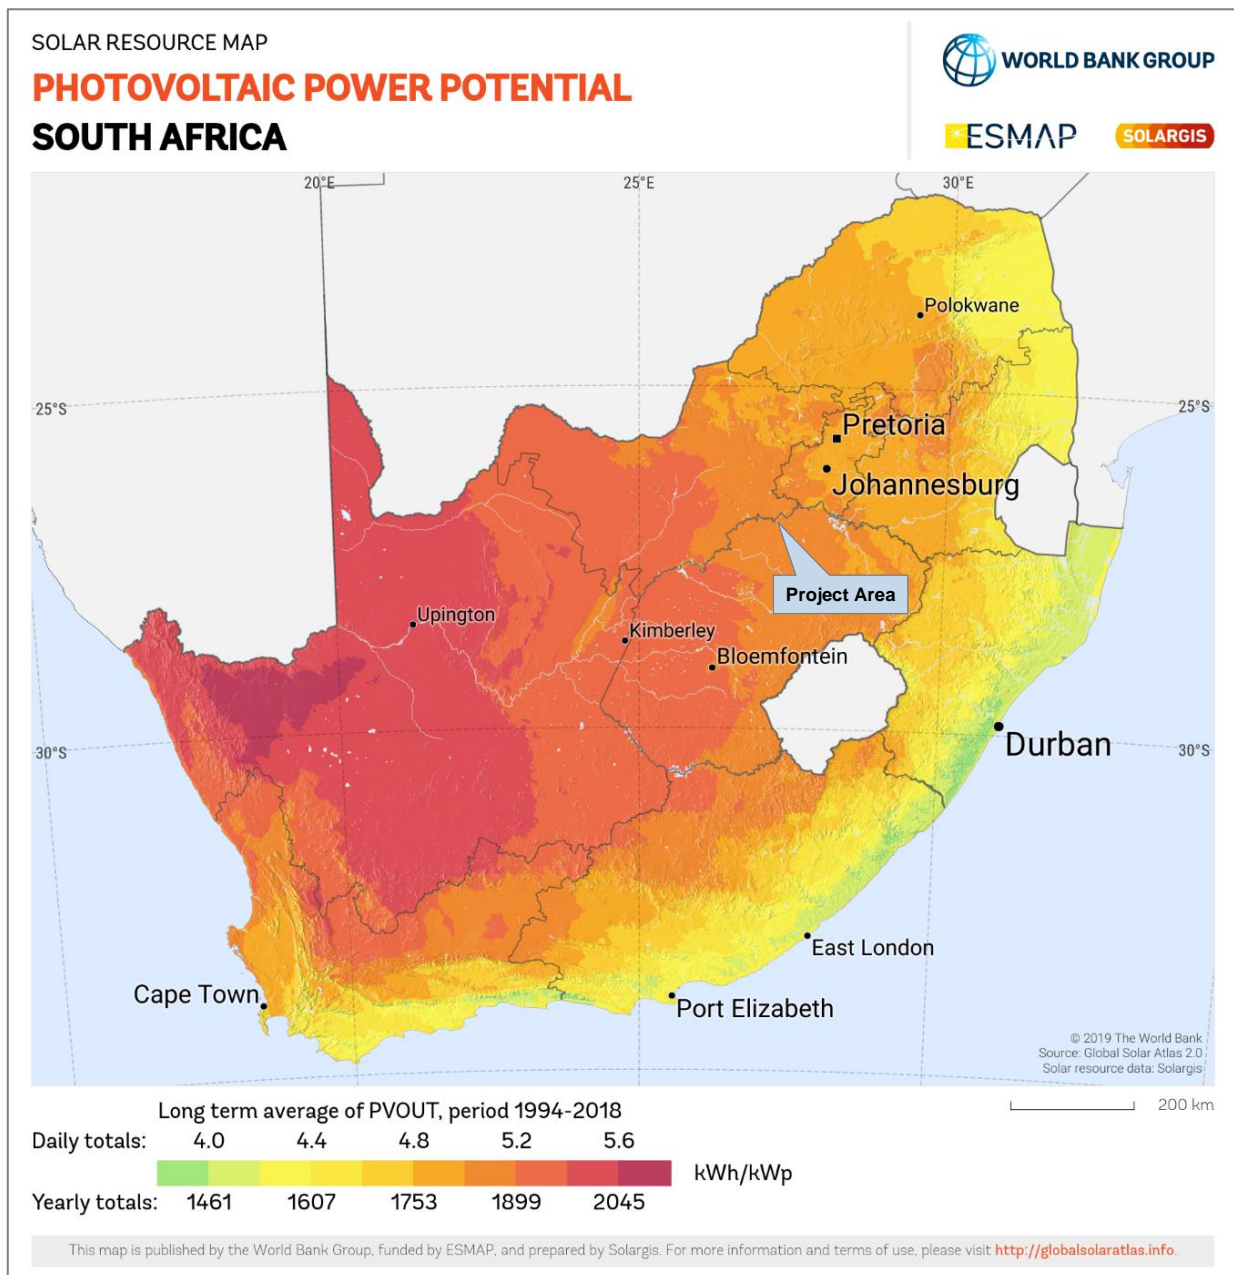 SOLAR RESOURCE MAP
PHOTOVOLTAIC POWER POTENTIAL
SOUTH AFRICA
WORLD BANK GROUP
ESMAP
SOLARGIS
20°E
25°E
30°E
Polokwane
25°S
25°S
Pretoria
Johannesburg
Project Area
Upington
Kimberley
Bloemfontein
Durban
30°S
30°S
East London
Cape Town
Port Elizabeth
© 2019 The World Bank
Source: Global Solar Atlas 2.0
Solar resource data: Solargis
200 km
Long term average of PVOUT, period 1994-2018
Daily totals: 4.0 4.4 4.8 5.2 5.6
kWh/kWp
Yearly totals: 1461 1607 1753 1899 2045
This map is published by the World Bank Group, funded by ESMAP, and prepared by Solargis. For more information and terms of use, please visit http://globalsolaratlas.info.